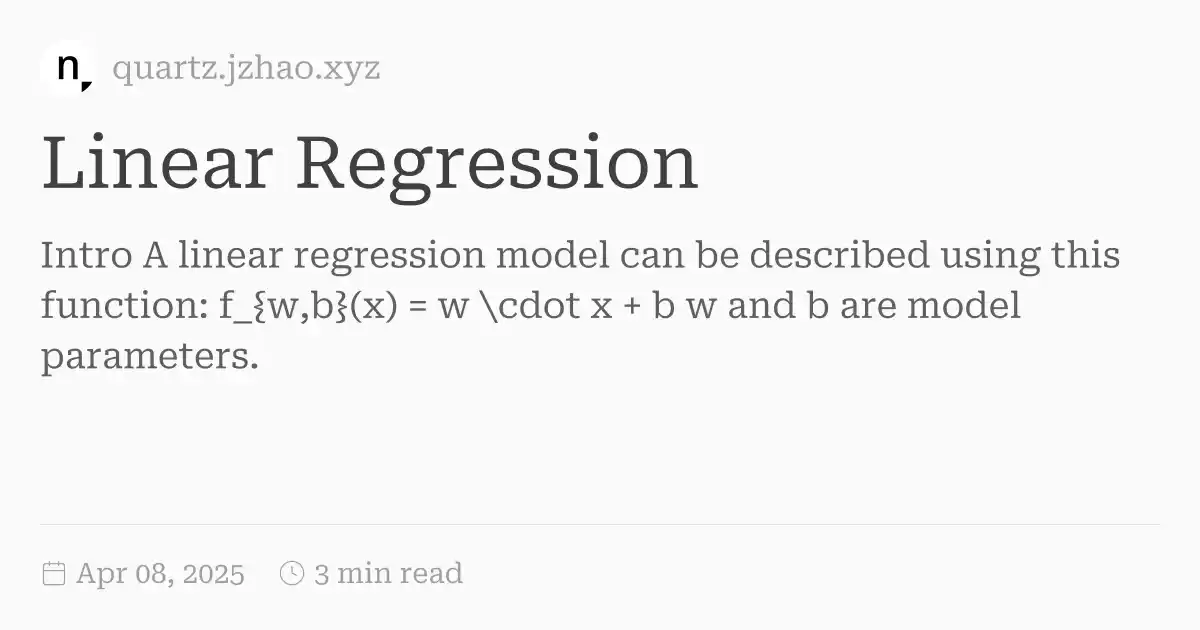 n
quartz.jzhao.xyz
Linear Regression
Intro A linear regression model can be described using this
function: f_{w,b}(x) = w \cdot x + b w and b are model
parameters.
Apr 08, 2025 3 min read